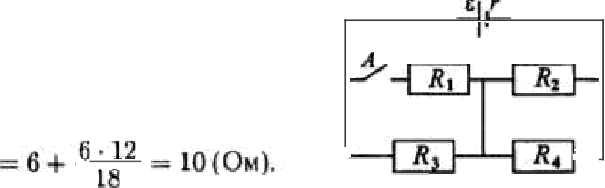 ε r
A
R₁ R₂
= 6 + 6 · 12 / 18 = 10 (Ом).
R₃ R₄